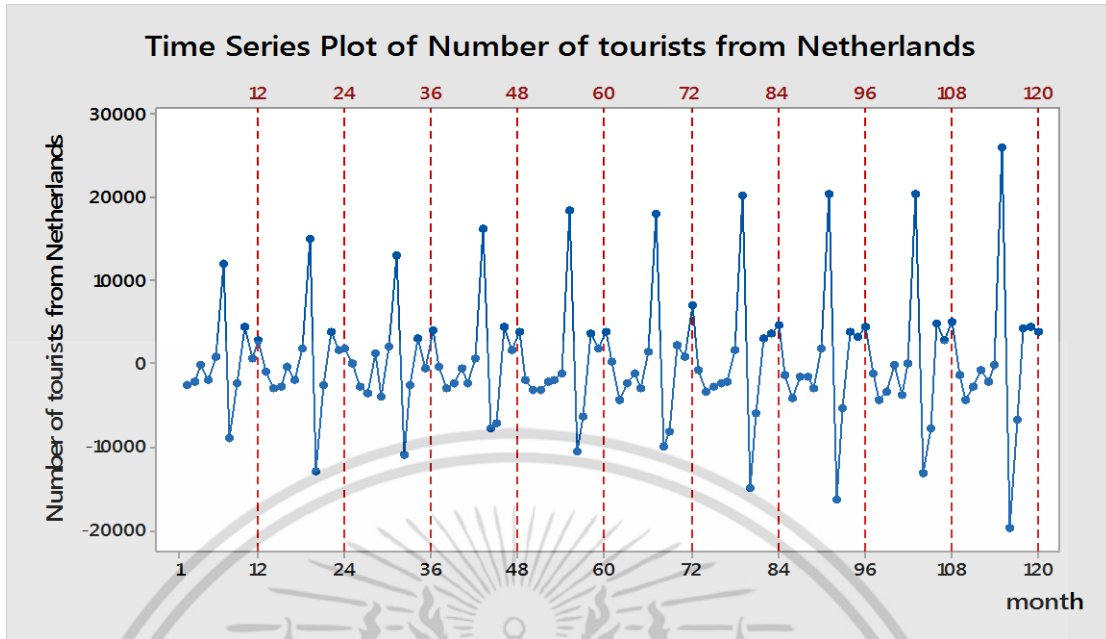 Time Series Plot of Number of tourists from Netherlands
12 24 36 48 60 72 84 96 108 120
Number of tourists from Netherlands
30000
20000
10000
0
-10000
-20000
1 12 24 36 48 60 72 84 96 108 120
month